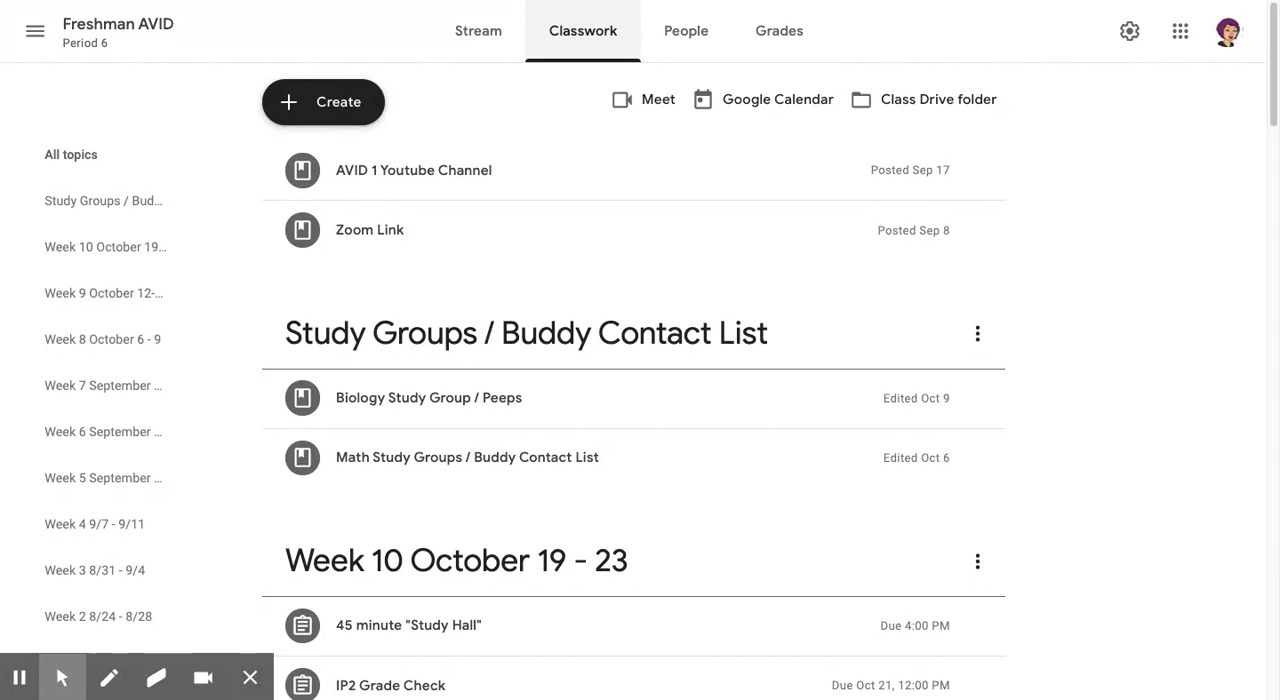 Freshman AVID
Period 6
Stream
Classwork
People
Grades
Create
Meet
Google Calendar
Class Drive folder
All topics
Study Groups / Bud...
Week 10 October 19...
Week 9 October 12-...
Week 8 October 6 - 9
Week 7 September ...
Week 6 September ...
Week 5 September ...
Week 4 9/7 - 9/11
Week 3 8/31 - 9/4
Week 2 8/24 - 8/28
AVID 1 Youtube Channel
Posted Sep 17
Zoom Link
Posted Sep 8
Study Groups / Buddy Contact List
Biology Study Group / Peeps
Edited Oct 9
Math Study Groups / Buddy Contact List
Edited Oct 6
Week 10 October 19 - 23
45 minute "Study Hall"
Due 4:00 PM
IP2 Grade Check
Due Oct 21, 12:00 PM